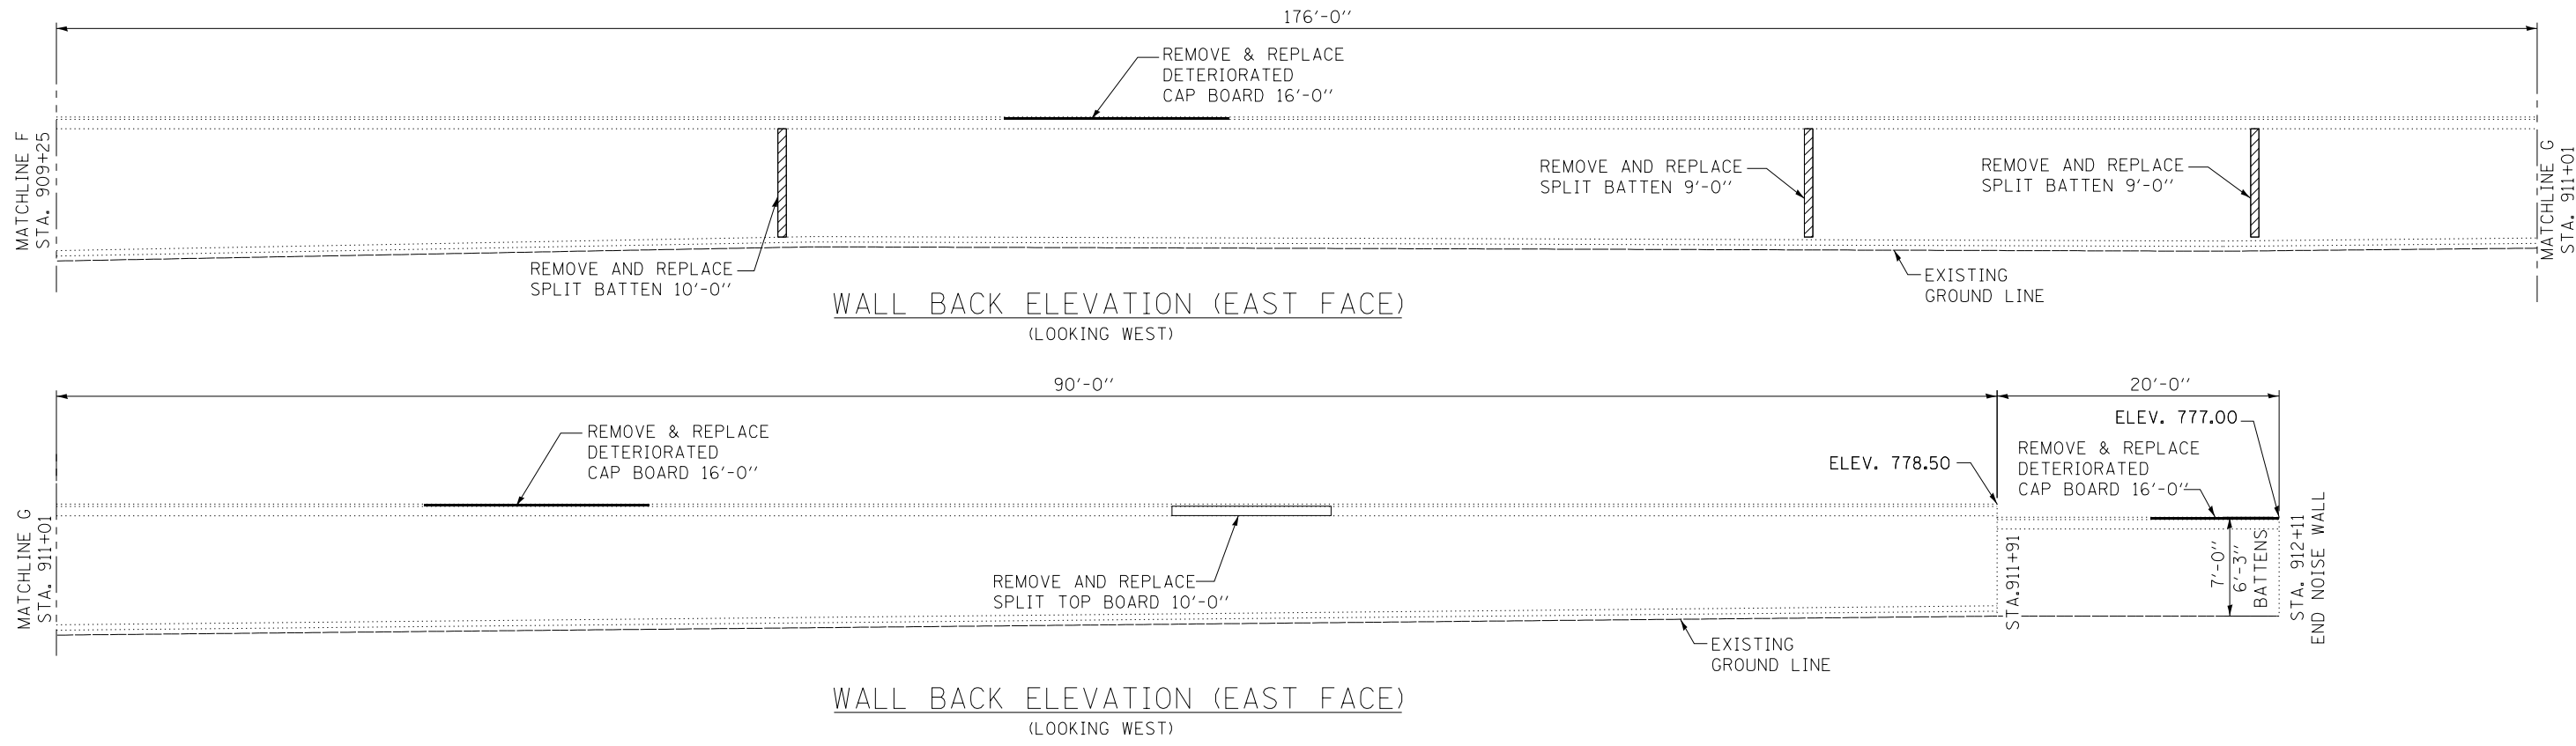 176'-0''
REMOVE & REPLACE
DETERIORATED
CAP BOARD 16'-0''
MATCHLINE F
STA. 909+25
REMOVE AND REPLACE
SPLIT BATTEN 9'-0''
REMOVE AND REPLACE
SPLIT BATTEN 9'-0''
MATCHLINE G
STA. 911+01
REMOVE AND REPLACE
SPLIT BATTEN 10'-0''
EXISTING
GROUND LINE
WALL BACK ELEVATION (EAST FACE)
(LOOKING WEST)
90'-0''
20'-0''
REMOVE & REPLACE
DETERIORATED
CAP BOARD 16'-0''
ELEV. 778.50
ELEV. 777.00
REMOVE & REPLACE
DETERIORATED
CAP BOARD 16'-0''
MATCHLINE G
STA. 911+01
REMOVE AND REPLACE
SPLIT TOP BOARD 10'-0''
STA.911+91
7'-0''
6'-3''
BATTENS
STA. 912+11
END NOISE WALL
EXISTING
GROUND LINE
WALL BACK ELEVATION (EAST FACE)
(LOOKING WEST)